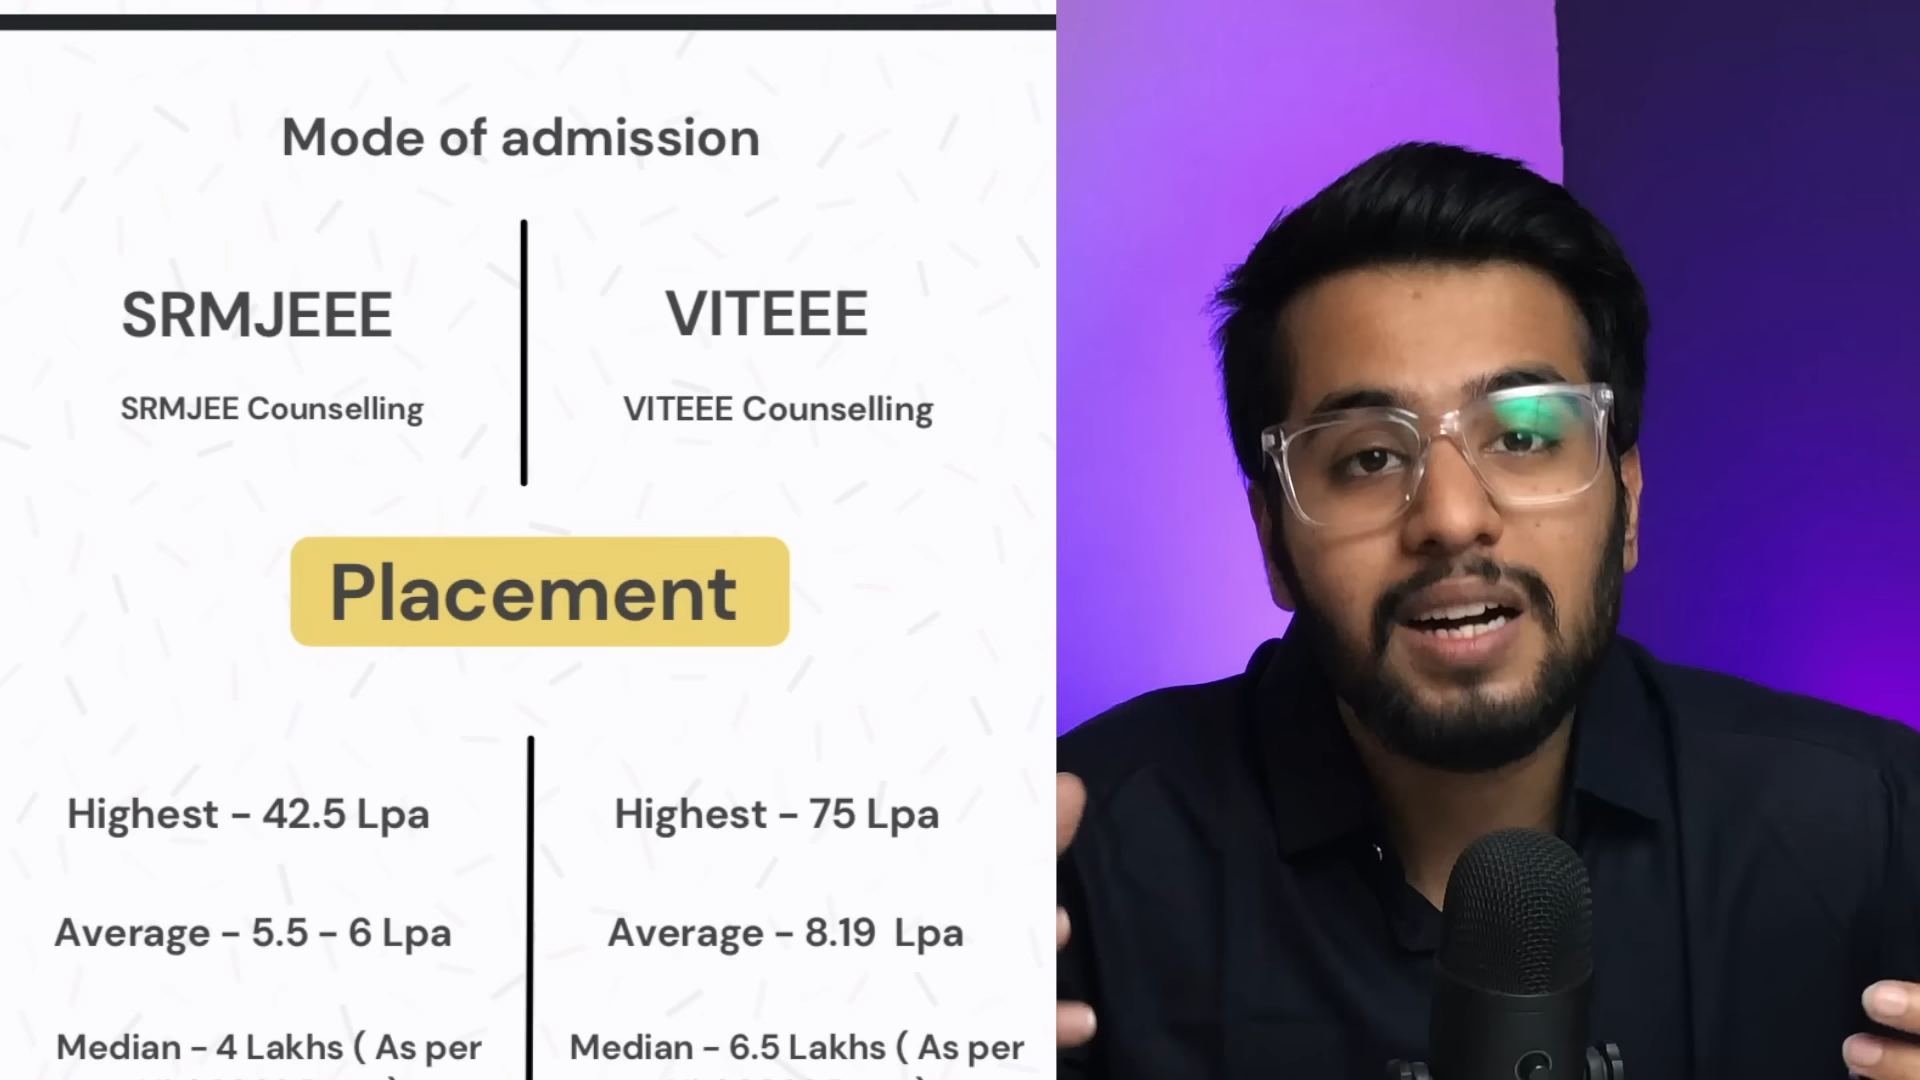 Mode of admission
SRMJEEE
VITEEE
SRMJEE Counselling
VITEEE Counselling
Placement
Highest - 42.5 Lpa
Highest - 75 Lpa
Average - 5.5 - 6 Lpa
Average - 8.19 Lpa
Median - 4 Lakhs ( As per
Median - 6.5 Lakhs ( As per